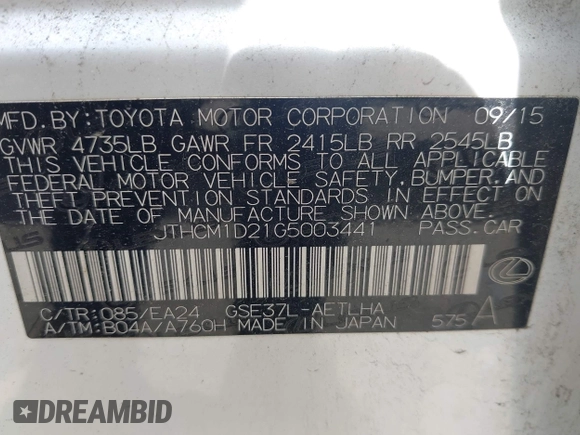 MFD. BY: TOYOTA MOTOR CORPORATION 09/15
GVWR 4735LB GAWR FR 2415LB RR 2545LB
THIS VEHICLE CONFORMS TO ALL APPLICABLE
FEDERAL MOTOR VEHICLE SAFETY, BUMPER, AND
THEFT PREVENTION STANDARDS IN EFFECT ON
THE DATE OF MANUFACTURE SHOWN ABOVE.
JTHCM1D21G5003441 PASS. CAR
C/TR: 085/EA24 GSE37L-AETLHA
A/TM: B04A/A760H MADE IN JAPAN 575 A
DREAMBID